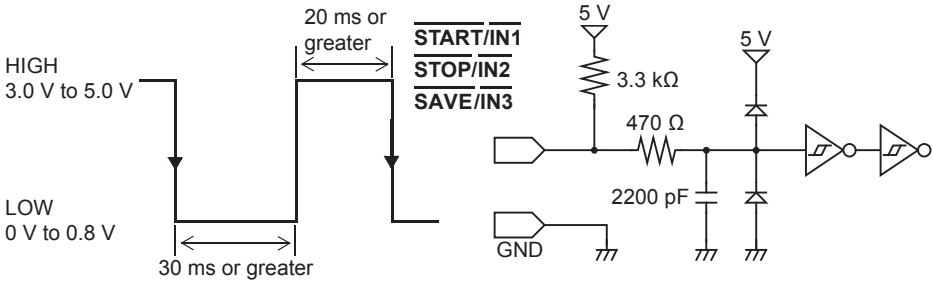 HIGH
3.0 V to 5.0 V
LOW
0 V to 0.8 V
20 ms or
greater
30 ms or greater
START/IN1
STOP/IN2
SAVE/IN3
5 V
3.3 kΩ
470 Ω
2200 pF
5 V
GND